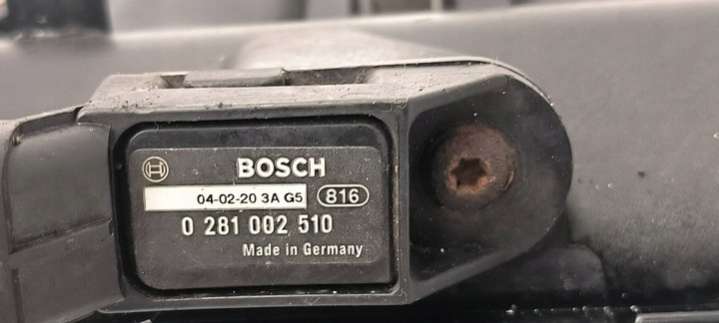 BOSCH
04-02-20 3A G5 816
0 281 002 510
Made in Germany